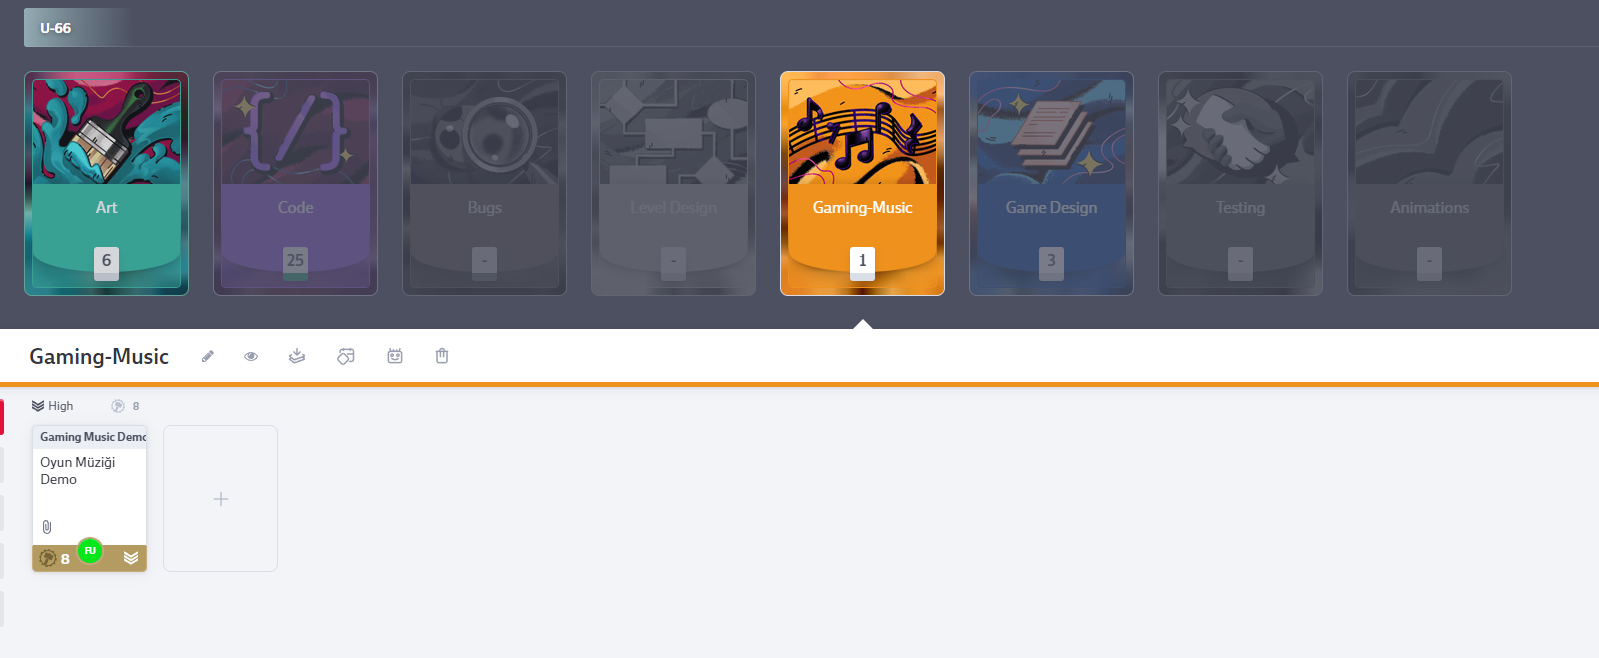 U-66
Art
6
Code
25
Bugs
-
Level Design
-
Gaming-Music
1
Game Design
3
Testing
-
Animations
-
Gaming-Music
High 8
Gaming Music Demo
Oyun Müziği
Demo
8 FU